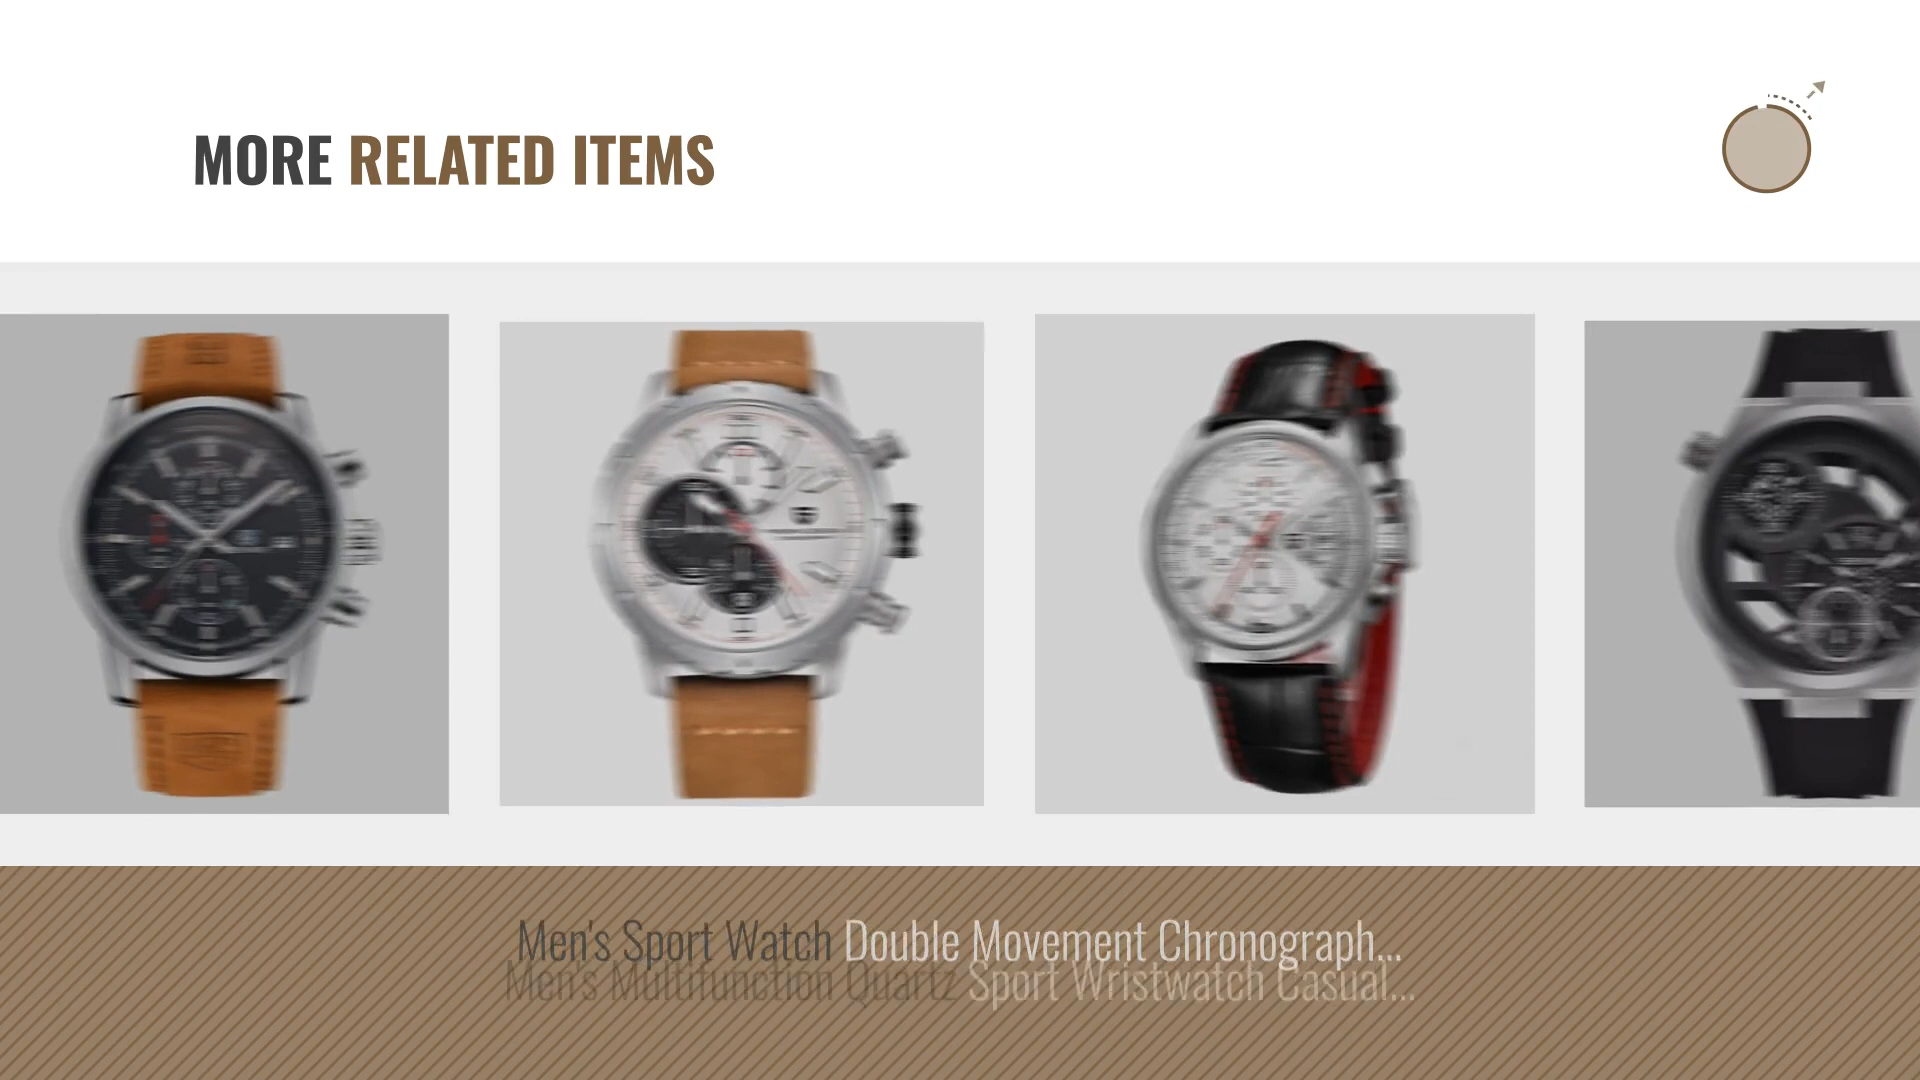 MORE RELATED ITEMS
Men's Sport Watch Double Movement Chronograph...
Men's Multifunction Quartz Sport Wristwatch Casual...